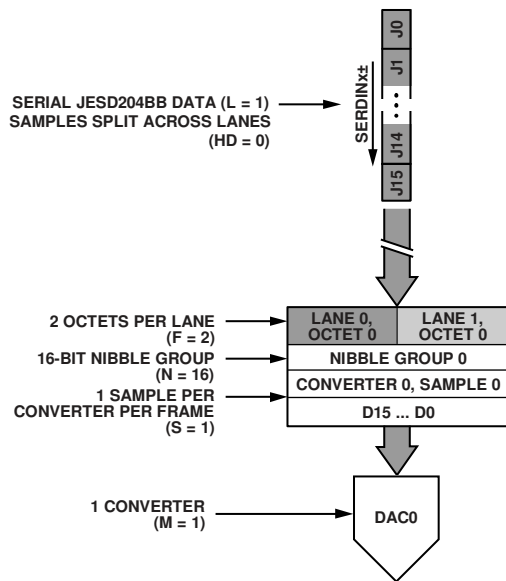 J0
J1
J14
J15
SERDINx±
SERIAL JESD204BB DATA (L = 1)
SAMPLES SPLIT ACROSS LANES
(HD = 0)
2 OCTETS PER LANE
(F = 2)
LANE 0,
OCTET 0
LANE 1,
OCTET 0
16-BIT NIBBLE GROUP
(N = 16)
NIBBLE GROUP 0
1 SAMPLE PER
CONVERTER PER FRAME
(S = 1)
CONVERTER 0, SAMPLE 0
D15 ... D0
1 CONVERTER
(M = 1)
DAC0